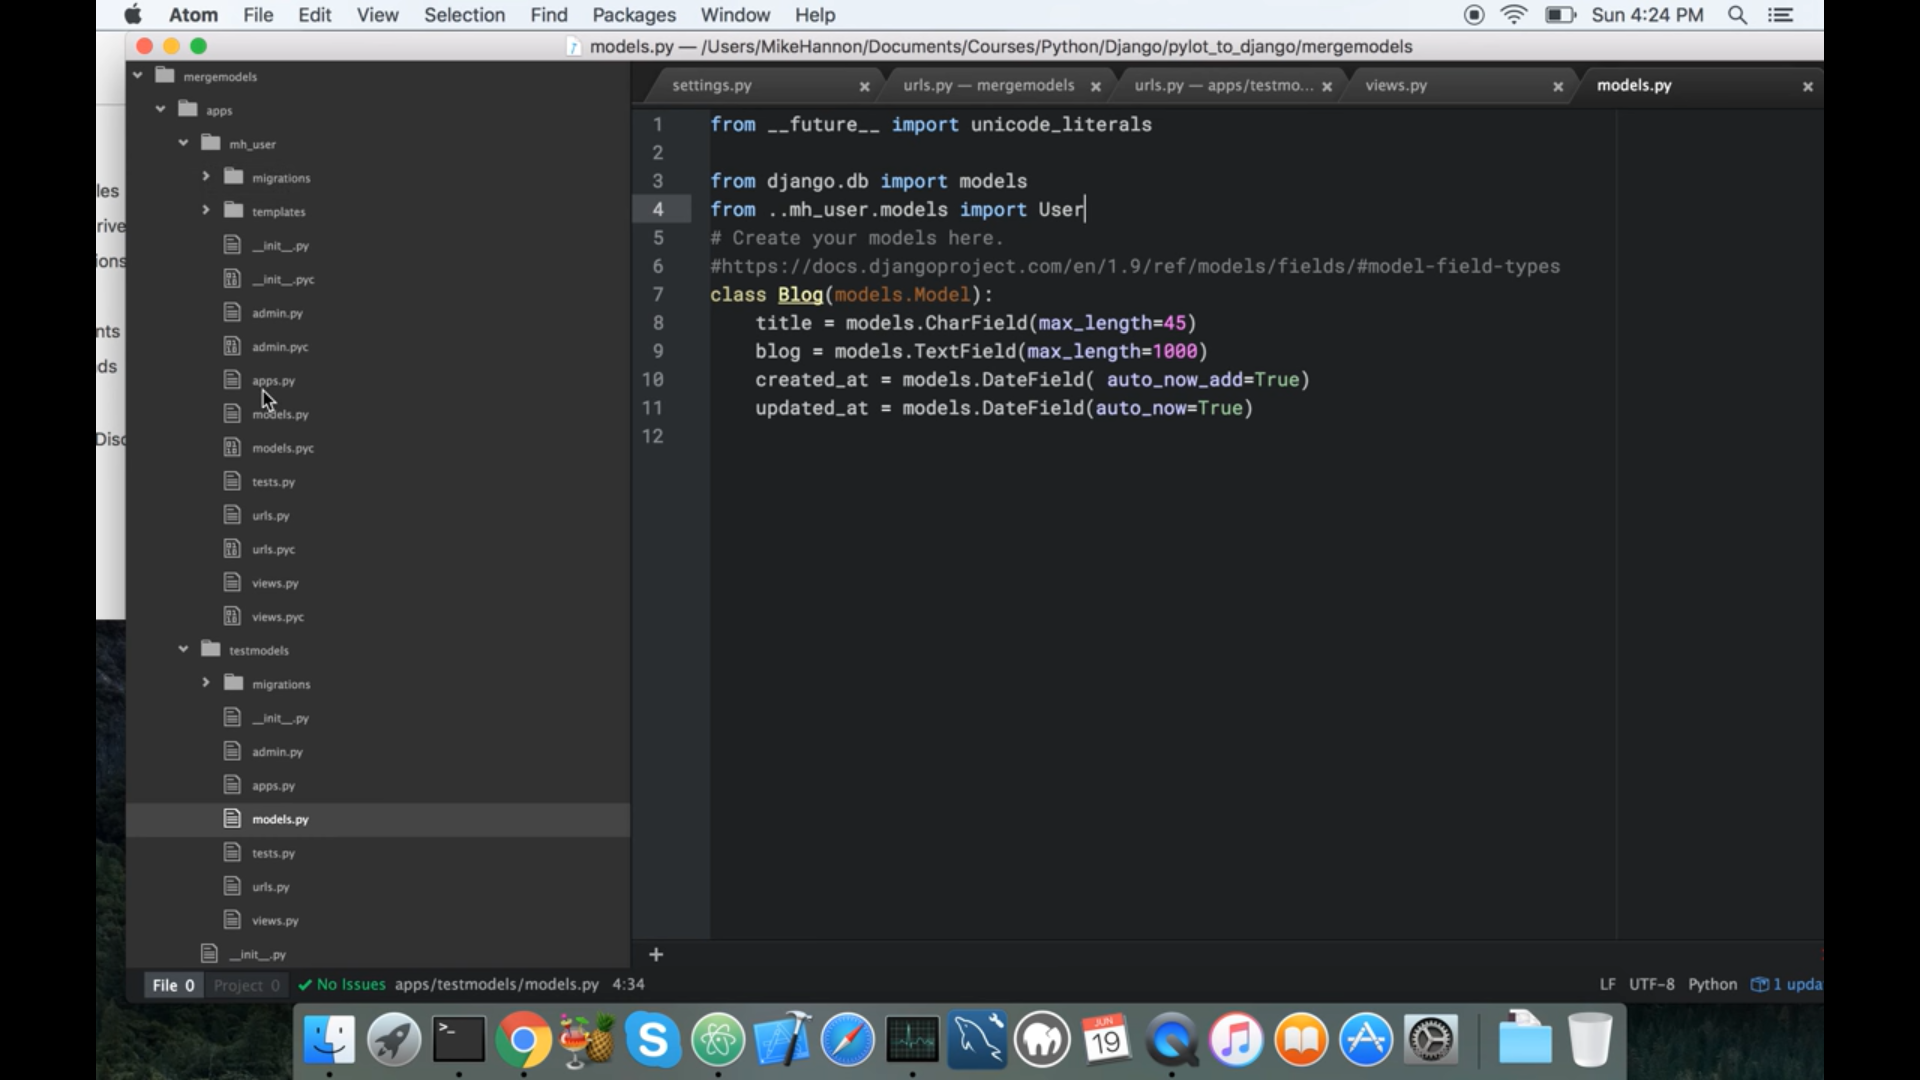 Atom File Edit View Selection Find Packages Window Help Sun 4:24 PM
models.py — /Users/MikeHannon/Documents/Courses/Python/Django/pylot_to_django/mergemodels
mergemodels
apps
mh_user
migrations
templates
__init__.py
__init__.pyc
admin.py
admin.pyc
apps.py
models.py
models.pyc
tests.py
urls.py
urls.pyc
views.py
views.pyc
testmodels
migrations
__init__.py
admin.py
apps.py
models.py
tests.py
urls.py
views.py
__init__.py
les
rive
ions
nts
ds
Disc
settings.py urls.py — mergemodels urls.py — apps/testmo... views.py models.py
1 from __future__ import unicode_literals
2
3 from django.db import models
4 from ..mh_user.models import User
5 # Create your models here.
6 #https://docs.djangoproject.com/en/1.9/ref/models/fields/#model-field-types
7 class Blog(models.Model):
8 title = models.CharField(max_length=45)
9 blog = models.TextField(max_length=1000)
10 created_at = models.DateField( auto_now_add=True)
11 updated_at = models.DateField(auto_now=True)
12
File 0 Project 0 No Issues apps/testmodels/models.py 4:34 LF UTF-8 Python 1 upda
>_ S JUN
19